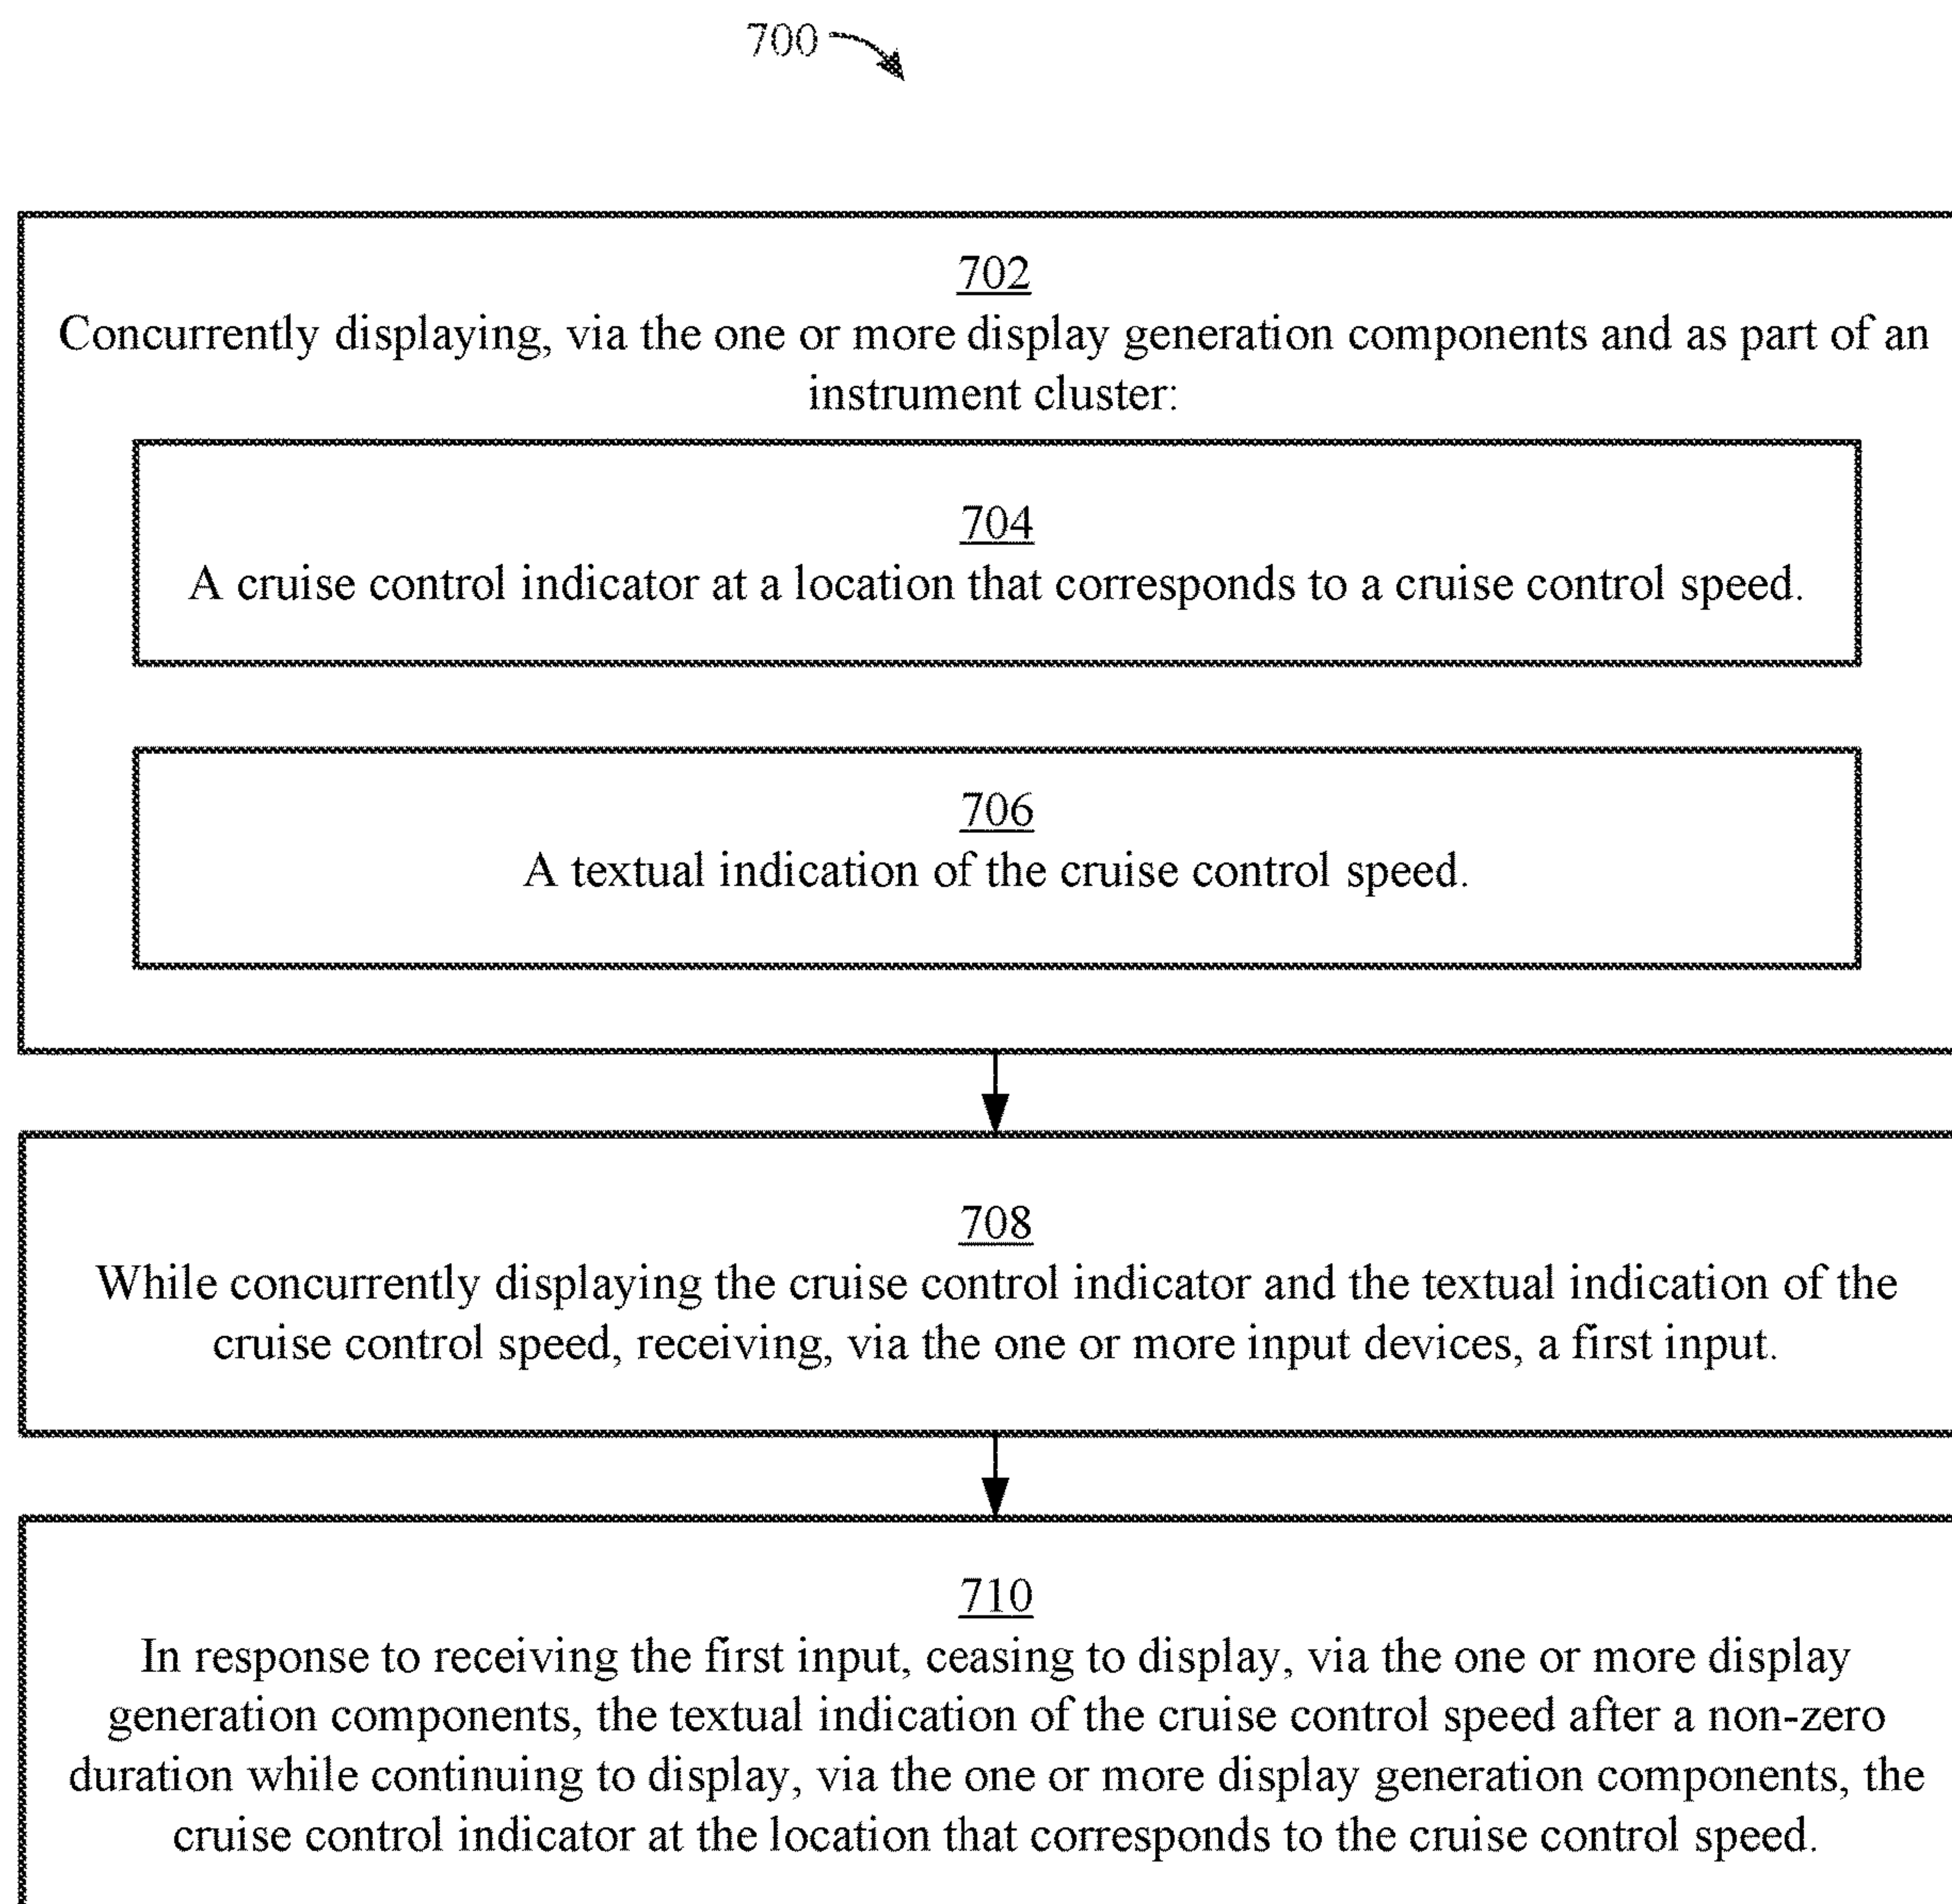 700
702
Concurrently displaying, via the one or more display generation components and as part of an
instrument cluster:
704
A cruise control indicator at a location that corresponds to a cruise control speed.
706
A textual indication of the cruise control speed.
708
While concurrently displaying the cruise control indicator and the textual indication of the
cruise control speed, receiving, via the one or more input devices, a first input.
710
In response to receiving the first input, ceasing to display, via the one or more display
generation components, the textual indication of the cruise control speed after a non-zero
duration while continuing to display, via the one or more display generation components, the
cruise control indicator at the location that corresponds to the cruise control speed.